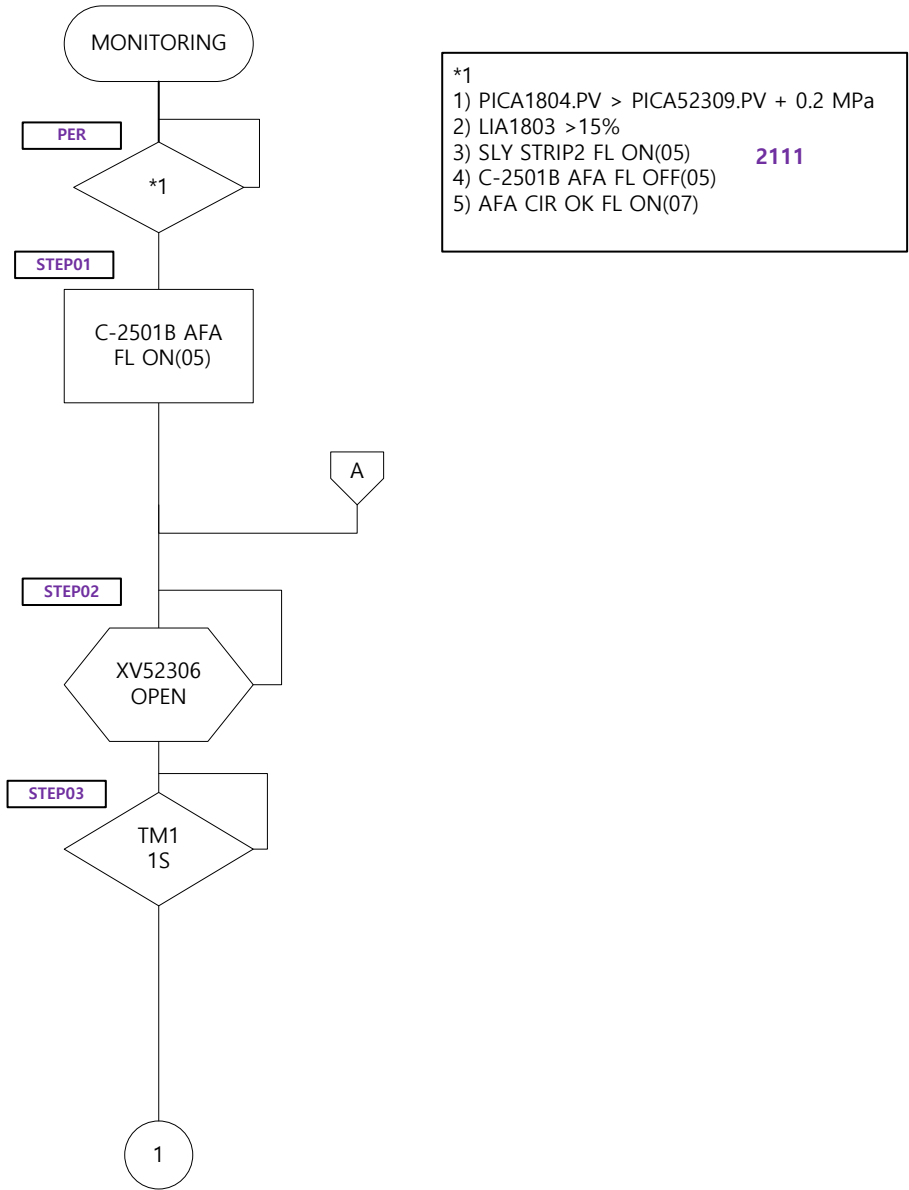 MONITORING
*1
1) PICA1804.PV > PICA52309.PV + 0.2 MPa
2) LIA1803 >15%
3) SLY STRIP2 FL ON(05)
2111
4) C-2501B AFA FL OFF(05)
5) AFA CIR OK FL ON(07)
PER
*1
STEP01
C-2501B AFA
FL ON(05)
A
STEP02
XV52306
OPEN
STEP03
TM1
1S
1